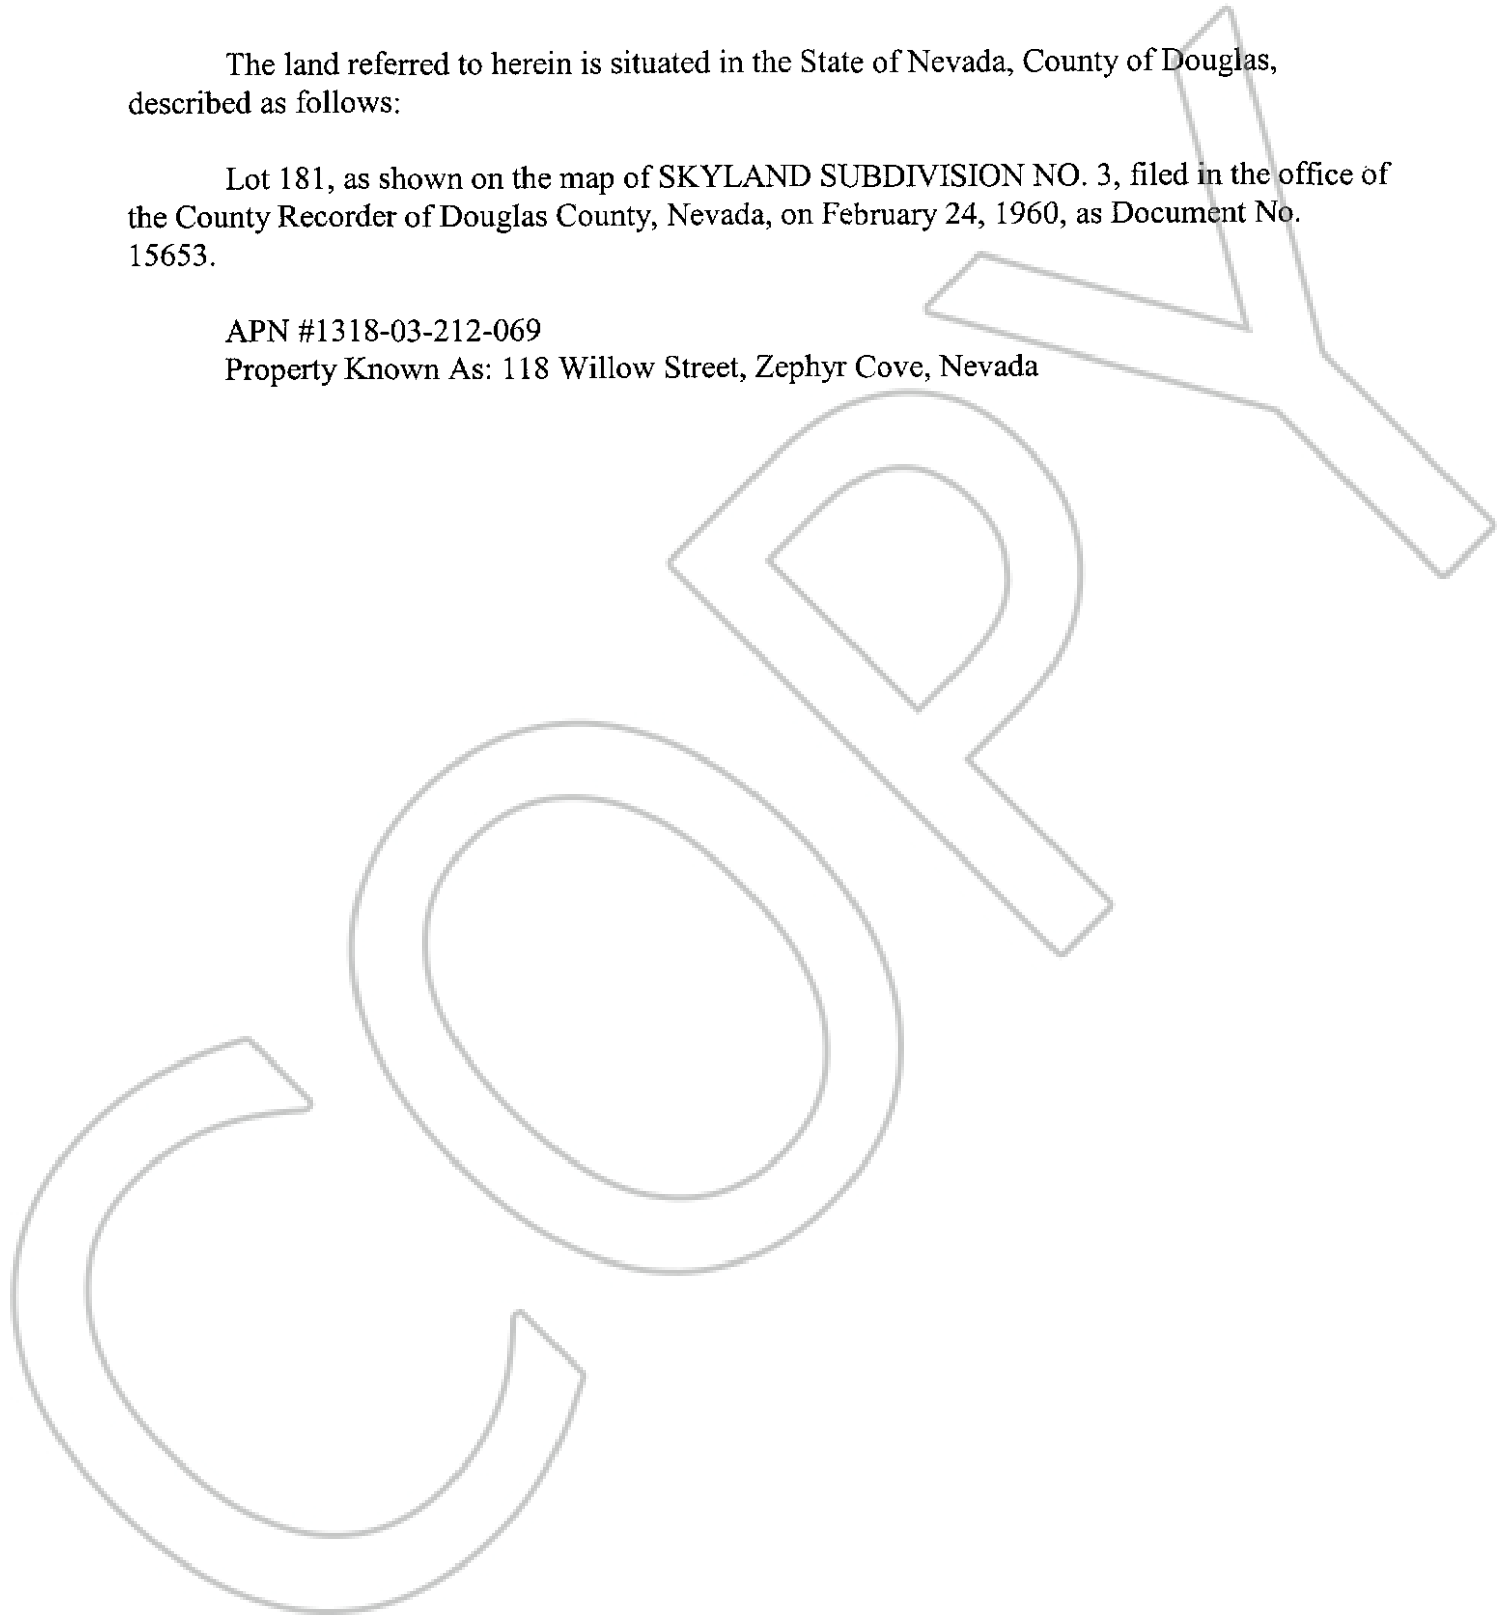 The land referred to herein is situated in the State of Nevada, County of Douglas,
described as follows:
Lot 181, as shown on the map of SKYLAND SUBDIVISION NO. 3, filed in the office of
the County Recorder of Douglas County, Nevada, on February 24, 1960, as Document No.
15653.
APN #1318-03-212-069
Property Known As: 118 Willow Street, Zephyr Cove, Nevada
COPY